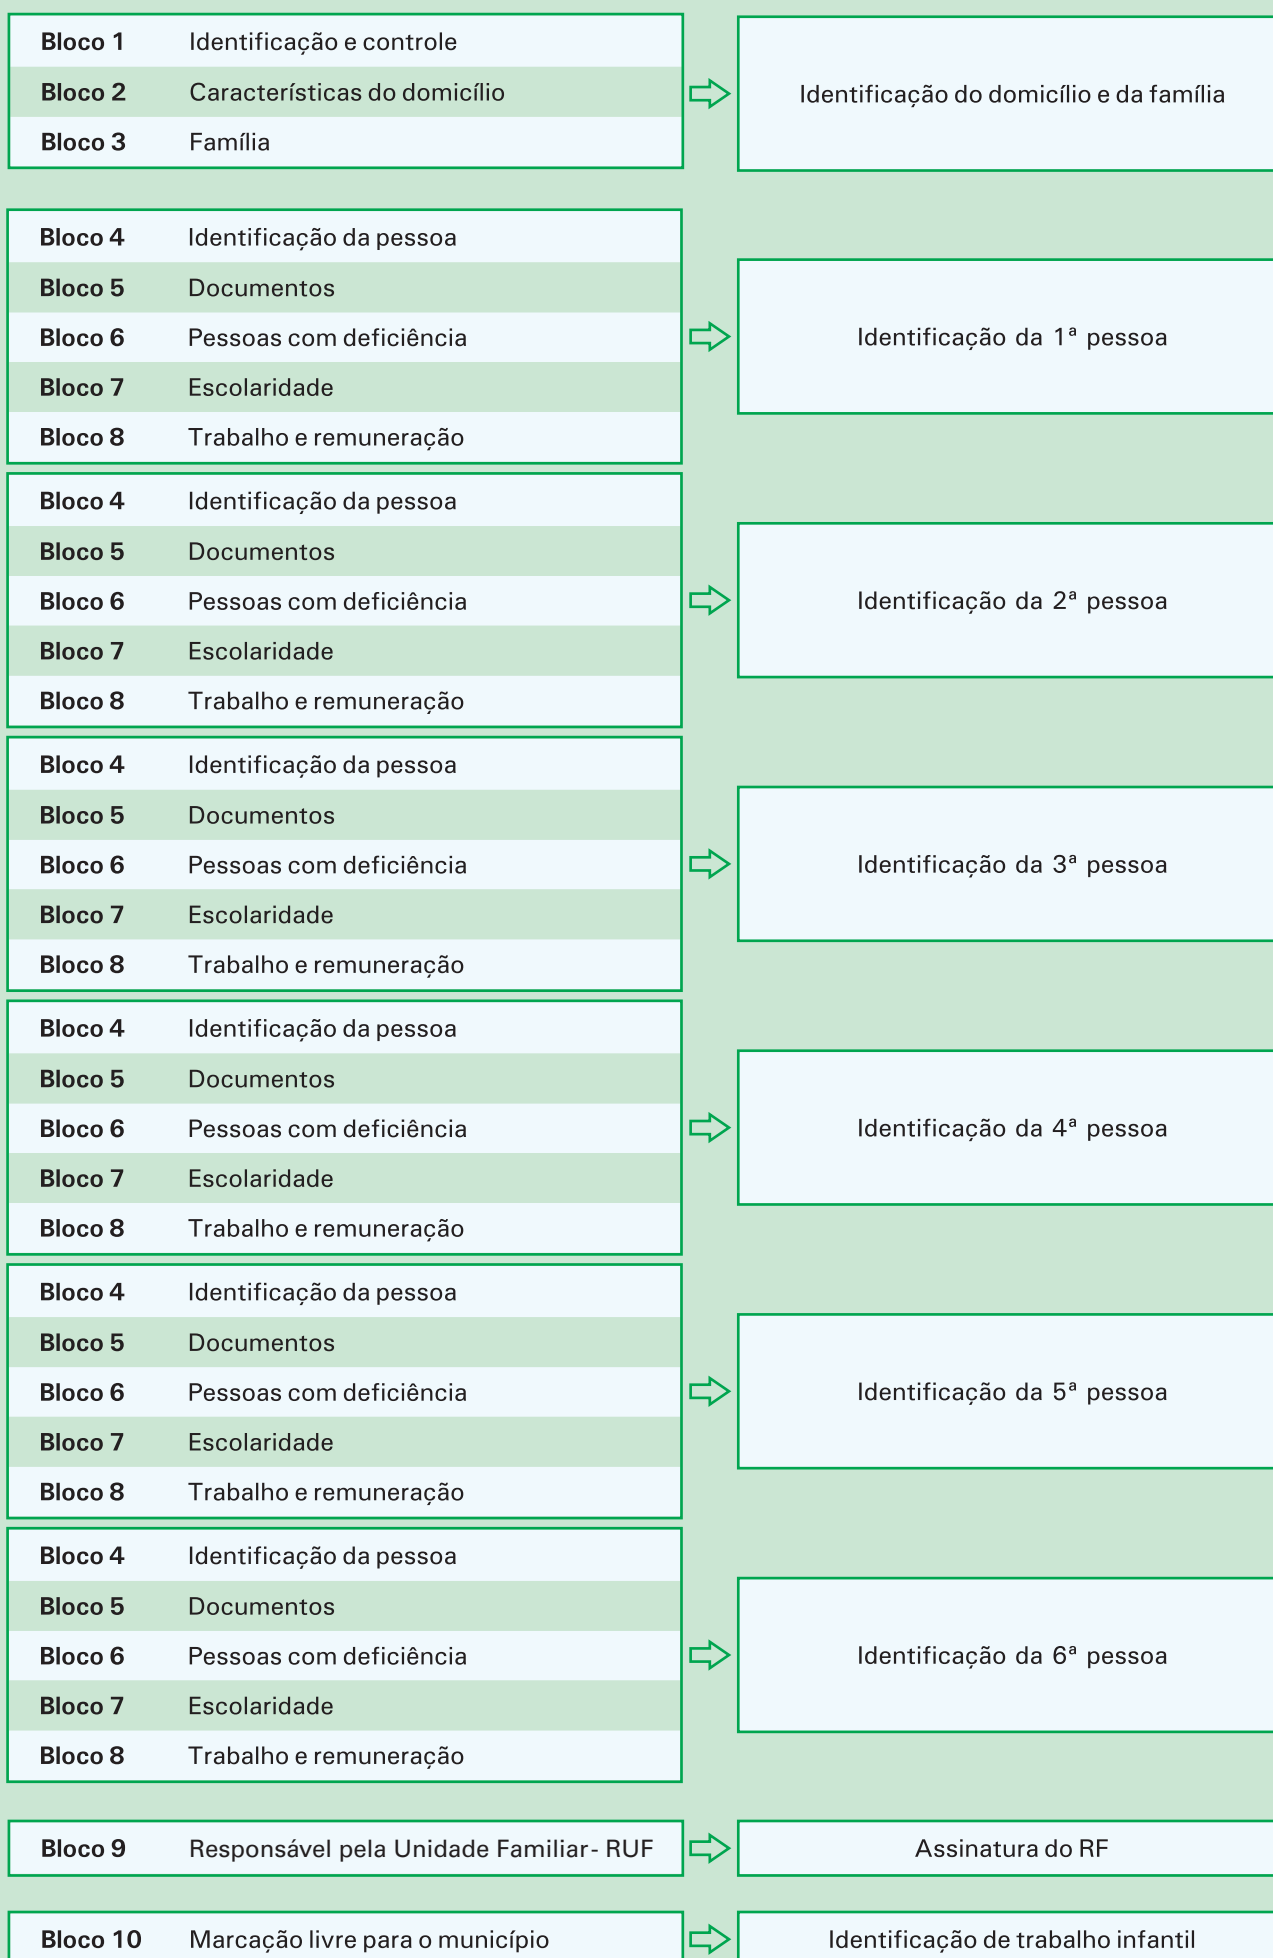 Bloco 1 Identificação e controle
Bloco 2 Características do domicílio
Bloco 3 Família
Identificação do domicílio e da família
Bloco 4 Identificação da pessoa
Bloco 5 Documentos
Bloco 6 Pessoas com deficiência
Bloco 7 Escolaridade
Bloco 8 Trabalho e remuneração
Identificação da 1ª pessoa
Bloco 4 Identificação da pessoa
Bloco 5 Documentos
Bloco 6 Pessoas com deficiência
Bloco 7 Escolaridade
Bloco 8 Trabalho e remuneração
Identificação da 2ª pessoa
Bloco 4 Identificação da pessoa
Bloco 5 Documentos
Bloco 6 Pessoas com deficiência
Bloco 7 Escolaridade
Bloco 8 Trabalho e remuneração
Identificação da 3ª pessoa
Bloco 4 Identificação da pessoa
Bloco 5 Documentos
Bloco 6 Pessoas com deficiência
Bloco 7 Escolaridade
Bloco 8 Trabalho e remuneração
Identificação da 4ª pessoa
Bloco 4 Identificação da pessoa
Bloco 5 Documentos
Bloco 6 Pessoas com deficiência
Bloco 7 Escolaridade
Bloco 8 Trabalho e remuneração
Identificação da 5ª pessoa
Bloco 4 Identificação da pessoa
Bloco 5 Documentos
Bloco 6 Pessoas com deficiência
Bloco 7 Escolaridade
Bloco 8 Trabalho e remuneração
Identificação da 6ª pessoa
Bloco 9 Responsável pela Unidade Familiar- RUF
Assinatura do RF
Bloco 10 Marcação livre para o município
Identificação de trabalho infantil